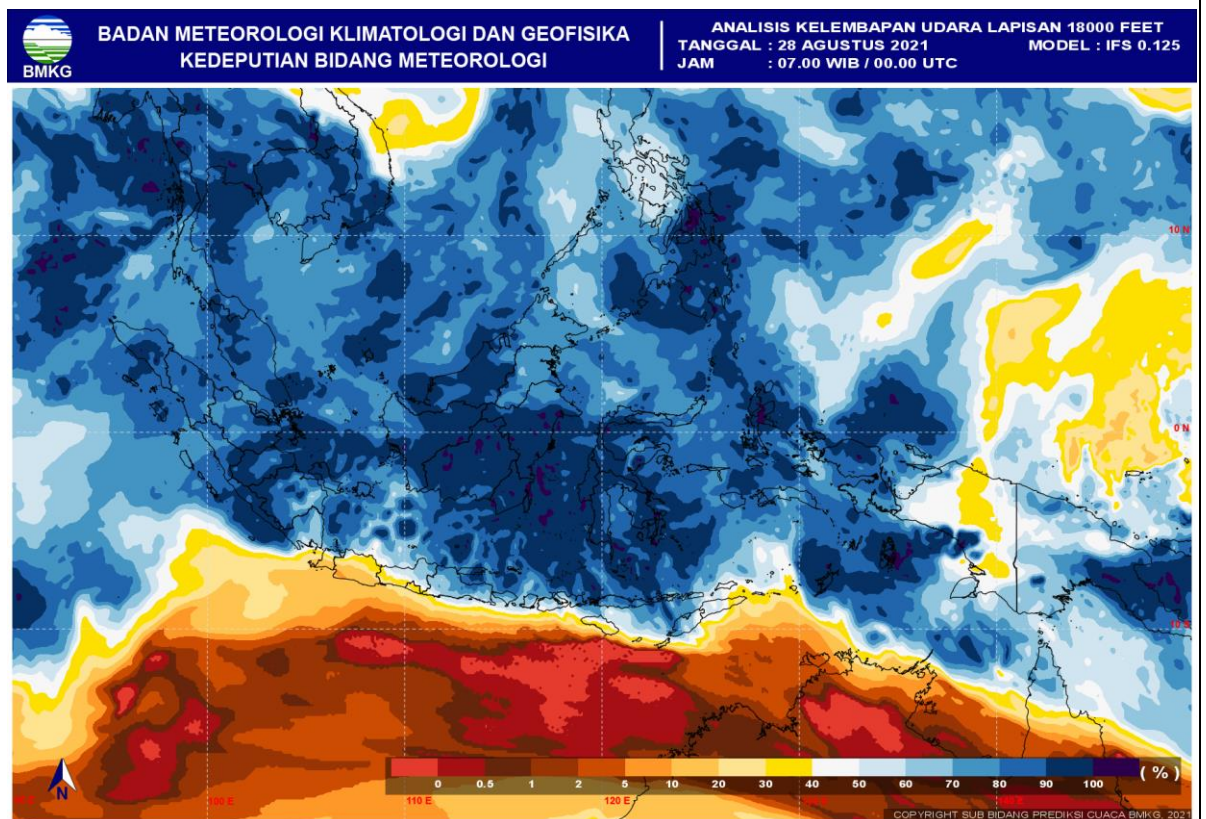 BMKG
BADAN METEOROLOGI KLIMATOLOGI DAN GEOFISIKA
KEDEPUTIAN BIDANG METEOROLOGI
ANALISIS KELEMBAPAN UDARA LAPISAN 18000 FEET
TANGGAL : 28 AGUSTUS 2021 MODEL : IFS 0.125
JAM : 07.00 WIB / 00.00 UTC
10 N
0 N
10 S
N
0 0.5 1 2 5 10 20 30 40 50 60 70 80 90 100 ( % )
100 E 110 E 120 E
COPYRIGHT SUB BIDANG PREDIKSI CUACA BMKG, 2021